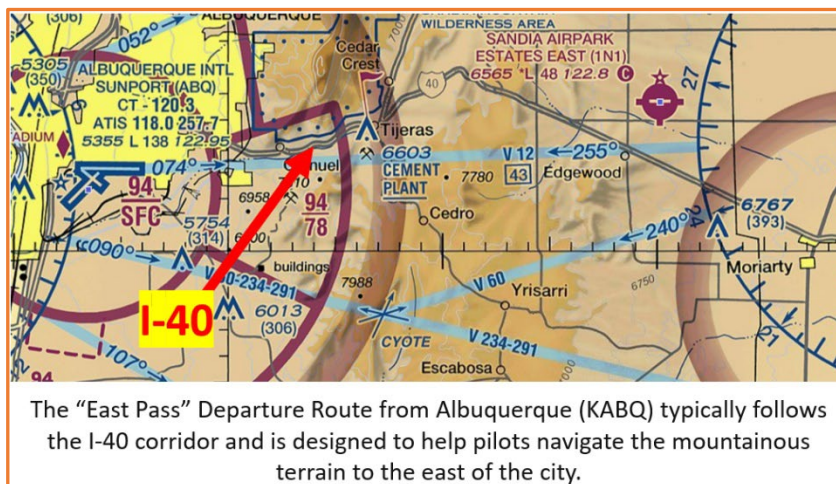 WILDERNESS AREA
ALBUQUERQUE
052°
7000
Cedar
Crest
SANDIA AIRPARK
ESTATES EAST (1N1)
6565 *L 48 122.8 C
5305
(350)
ALBUQUERQUE INTL
SUNPORT (ABQ)
CT - 120.3
ATIS 118.0 257.7
5355 L 138 122.95
40
27
Tijeras
074°
6603
CEMENT
PLANT
V 12
43
255°
Edgewood
94
SFC
6958
94
78
7780
5754
(314)
Cedro
240°
24
6767
(393)
090°
buildings
7988
V 60
6750
Moriarty
I-40
6013
(306)
Yrisarri
CYOTE
V 234-291
21
107°
94
Escabosa
The “East Pass” Departure Route from Albuquerque (KABQ) typically follows
the I-40 corridor and is designed to help pilots navigate the mountainous
terrain to the east of the city.